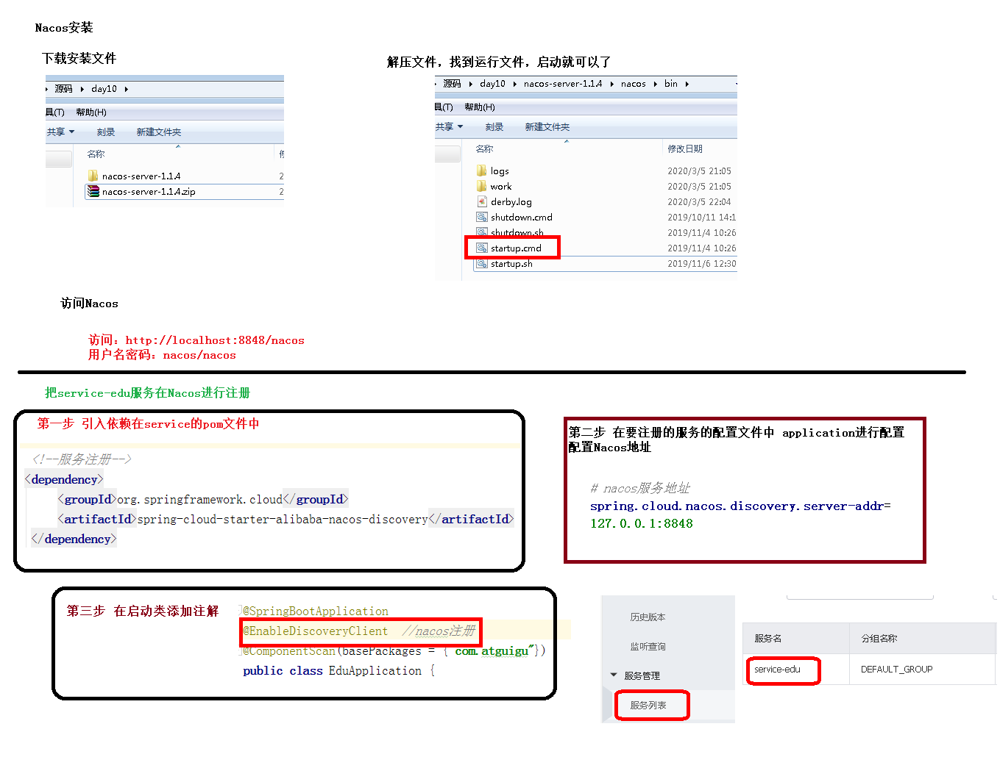 Nacos安装
下载安装文件
源码 day10
具(T) 帮助(H)
共享 刻录 新建文件夹
名称
nacos-server-1.1.4
nacos-server-1.1.4.zip
解压文件，找到运行文件，启动就可以了
源码 day10 nacos-server-1.1.4 nacos bin
具(T) 帮助(H)
共享 刻录 新建文件夹
名称 修改日期
logs 2020/3/5 21:05
work 2020/3/5 21:05
derby.log 2020/3/5 22:04
shutdown.cmd 2019/10/11 14:1
shutdown.sh 2019/11/4 10:26
startup.cmd 2019/11/4 10:26
startup.sh 2019/11/6 12:30
访问Nacos
访问：http://localhost:8848/nacos
用户名密码：nacos/nacos
把service-edu服务在Nacos进行注册
第一步 引入依赖在service的pom文件中
<!--服务注册-->
<dependency>
<groupId>org.springframework.cloud</groupId>
<artifactId>spring-cloud-starter-alibaba-nacos-discovery</artifactId>
</dependency>
第二步 在要注册的服务的配置文件中 application进行配置
配置Nacos地址
# nacos服务地址
spring.cloud.nacos.discovery.server-addr=
127.0.0.1:8848
第三步 在启动类添加注解
@SpringBootApplication
@EnableDiscoveryClient //nacos注册
@ComponentScan(basePackages = {"com.atguigu"})
public class EduApplication {
历史版本
监听查询
服务管理
服务列表
服务名 分组名称
service-edu DEFAULT_GROUP